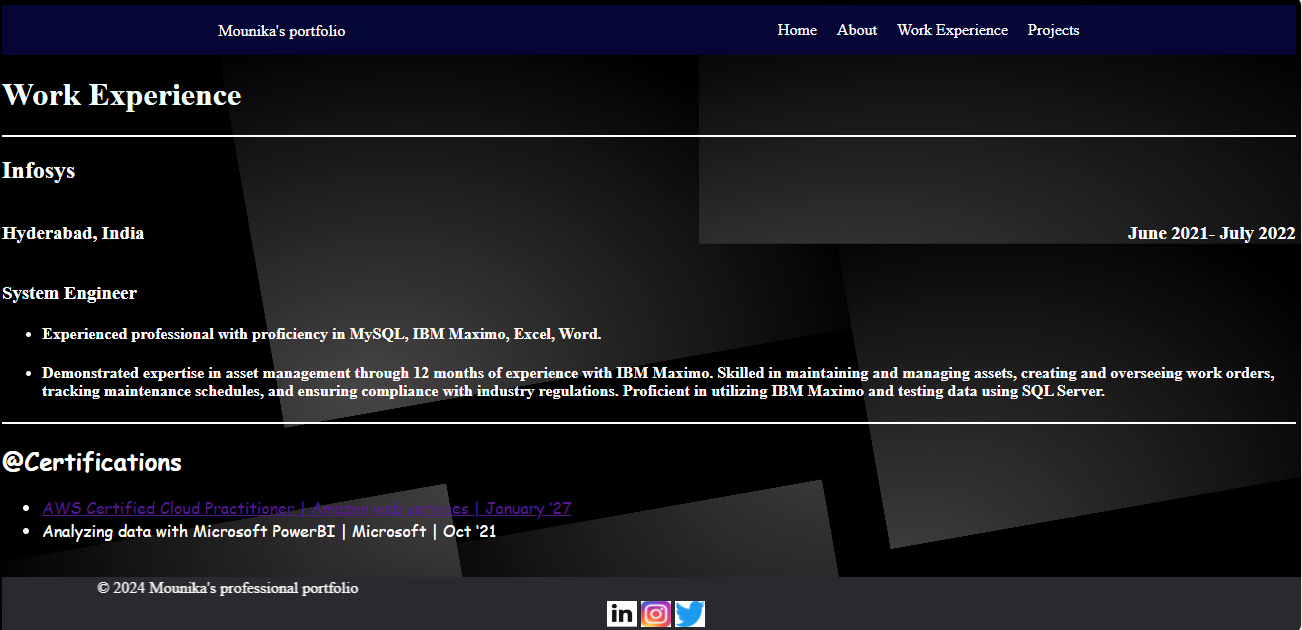 Mounika's portfolio
Home About Work Experience Projects
Work Experience
Infosys
Hyderabad, India
June 2021- July 2022
System Engineer
Experienced professional with proficiency in MySQL, IBM Maximo, Excel, Word.
Demonstrated expertise in asset management through 12 months of experience with IBM Maximo. Skilled in maintaining and managing assets, creating and overseeing work orders,
tracking maintenance schedules, and ensuring compliance with industry regulations. Proficient in utilizing IBM Maximo and testing data using SQL Server.
@Certifications
AWS Certified Cloud Practitioner | Amazon web services | January '27
Analyzing data with Microsoft PowerBI | Microsoft | Oct '21
© 2024 Mounika's professional portfolio
in